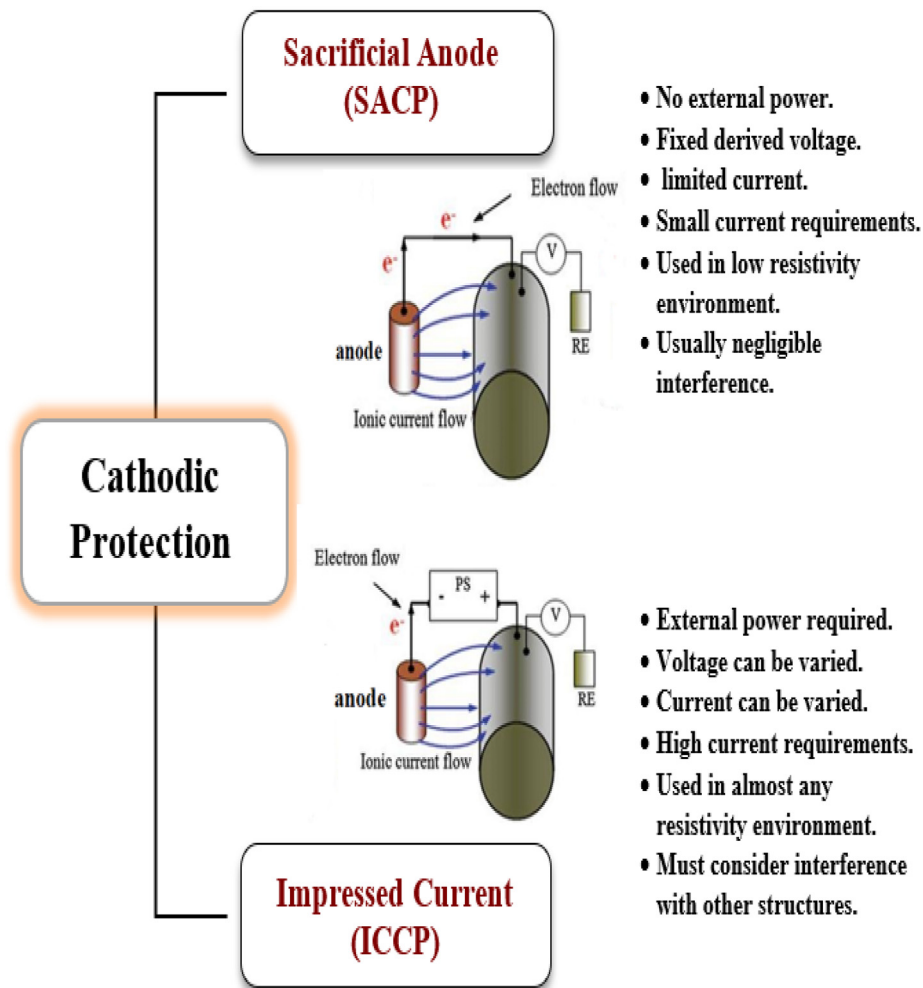 Sacrificial Anode
(SACP)
• No external power.
• Fixed derived voltage.
• limited current.
• Small current requirements.
• Used in low resistivity
environment.
• Usually negligible
interference.
Electron flow
e-
e-
V
RE
anode
Ionic current flow
Cathodic
Protection
Electron flow
PS
- +
e-
V
RE
anode
Ionic current flow
• External power required.
• Voltage can be varied.
• Current can be varied.
• High current requirements.
• Used in almost any
resistivity environment.
• Must consider interference
with other structures.
Impressed Current
(ICCP)